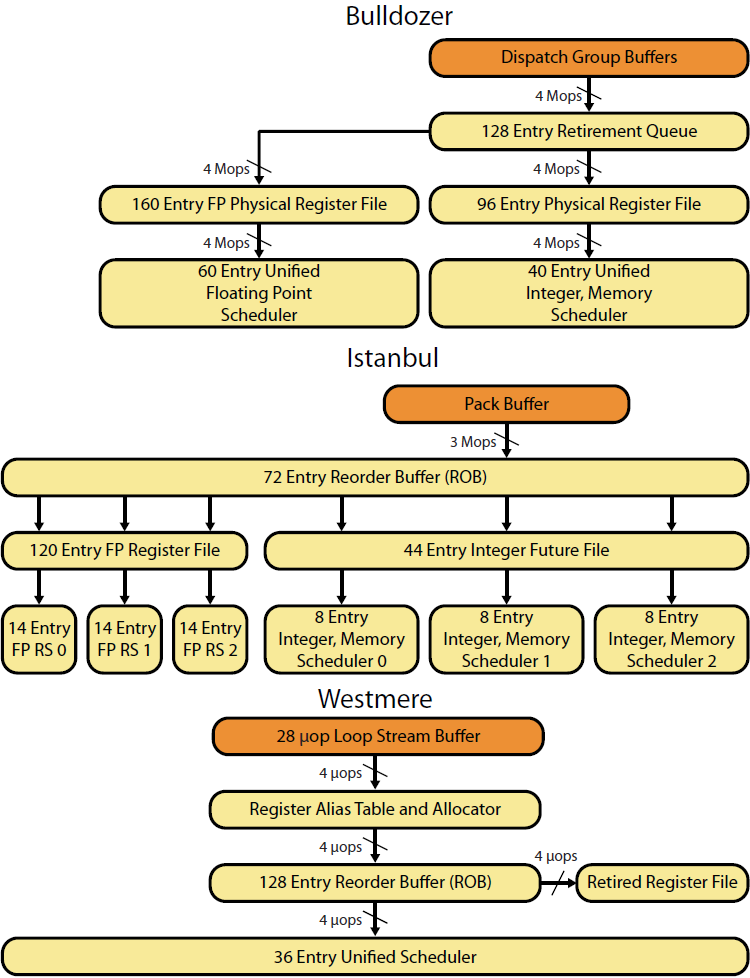 Bulldozer
Dispatch Group Buffers
4 Mops
128 Entry Retirement Queue
4 Mops
4 Mops
160 Entry FP Physical Register File
96 Entry Physical Register File
4 Mops
4 Mops
60 Entry Unified
Floating Point
Scheduler
40 Entry Unified
Integer, Memory
Scheduler
Istanbul
Pack Buffer
3 Mops
72 Entry Reorder Buffer (ROB)
120 Entry FP Register File
44 Entry Integer Future File
14 Entry
FP RS 0
14 Entry
FP RS 1
14 Entry
FP RS 2
8 Entry
Integer, Memory
Scheduler 0
8 Entry
Integer, Memory
Scheduler 1
8 Entry
Integer, Memory
Scheduler 2
Westmere
28 μop Loop Stream Buffer
4 μops
Register Alias Table and Allocator
4 μops
4 μops
128 Entry Reorder Buffer (ROB)
Retired Register File
4 μops
36 Entry Unified Scheduler